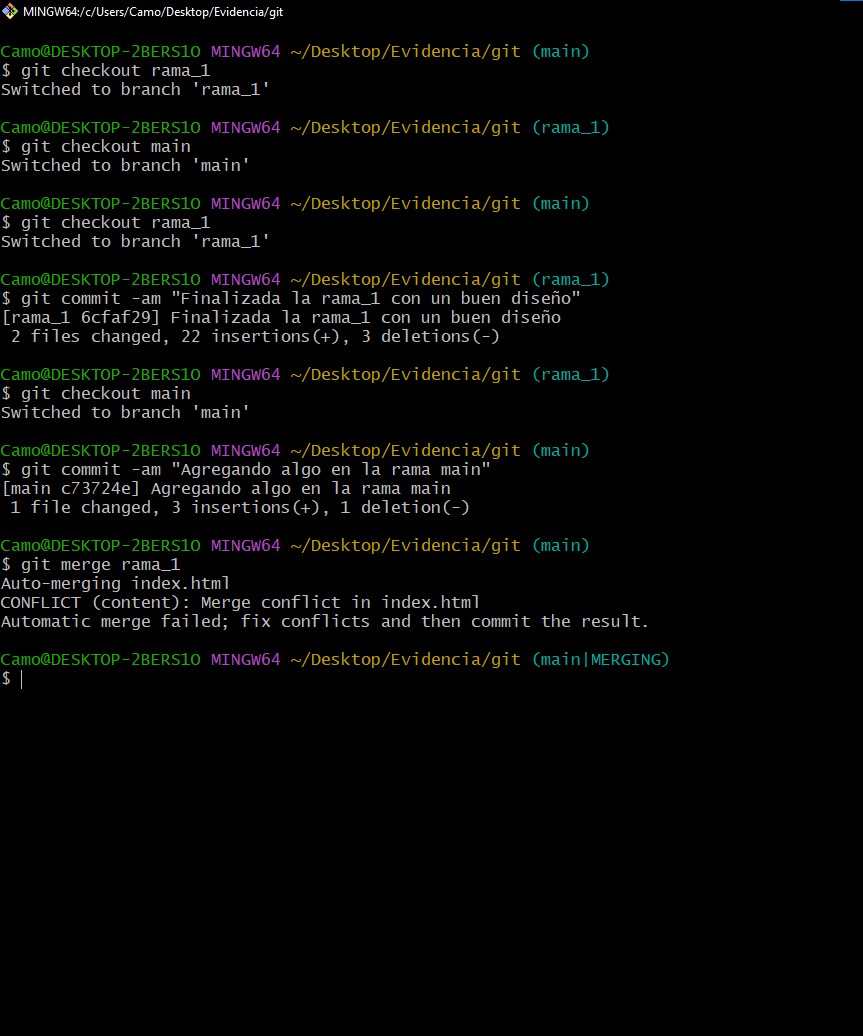 MINGW64:/c/Users/Camo/Desktop/Evidencia/git
Camo@DESKTOP-2BERS1O MINGW64 ~/Desktop/Evidencia/git (main)
$ git checkout rama_1
Switched to branch 'rama_1'
Camo@DESKTOP-2BERS1O MINGW64 ~/Desktop/Evidencia/git (rama_1)
$ git checkout main
Switched to branch 'main'
Camo@DESKTOP-2BERS1O MINGW64 ~/Desktop/Evidencia/git (main)
$ git checkout rama_1
Switched to branch 'rama_1'
Camo@DESKTOP-2BERS1O MINGW64 ~/Desktop/Evidencia/git (rama_1)
$ git commit -am "Finalizada la rama_1 con un buen diseño"
[rama_1 6cfaf29] Finalizada la rama_1 con un buen diseño
 2 files changed, 22 insertions(+), 3 deletions(-)
Camo@DESKTOP-2BERS1O MINGW64 ~/Desktop/Evidencia/git (rama_1)
$ git checkout main
Switched to branch 'main'
Camo@DESKTOP-2BERS1O MINGW64 ~/Desktop/Evidencia/git (main)
$ git commit -am "Agregando algo en la rama main"
[main c73724e] Agregando algo en la rama main
 1 file changed, 3 insertions(+), 1 deletion(-)
Camo@DESKTOP-2BERS1O MINGW64 ~/Desktop/Evidencia/git (main)
$ git merge rama_1
Auto-merging index.html
CONFLICT (content): Merge conflict in index.html
Automatic merge failed; fix conflicts and then commit the result.
Camo@DESKTOP-2BERS1O MINGW64 ~/Desktop/Evidencia/git (main|MERGING)
$